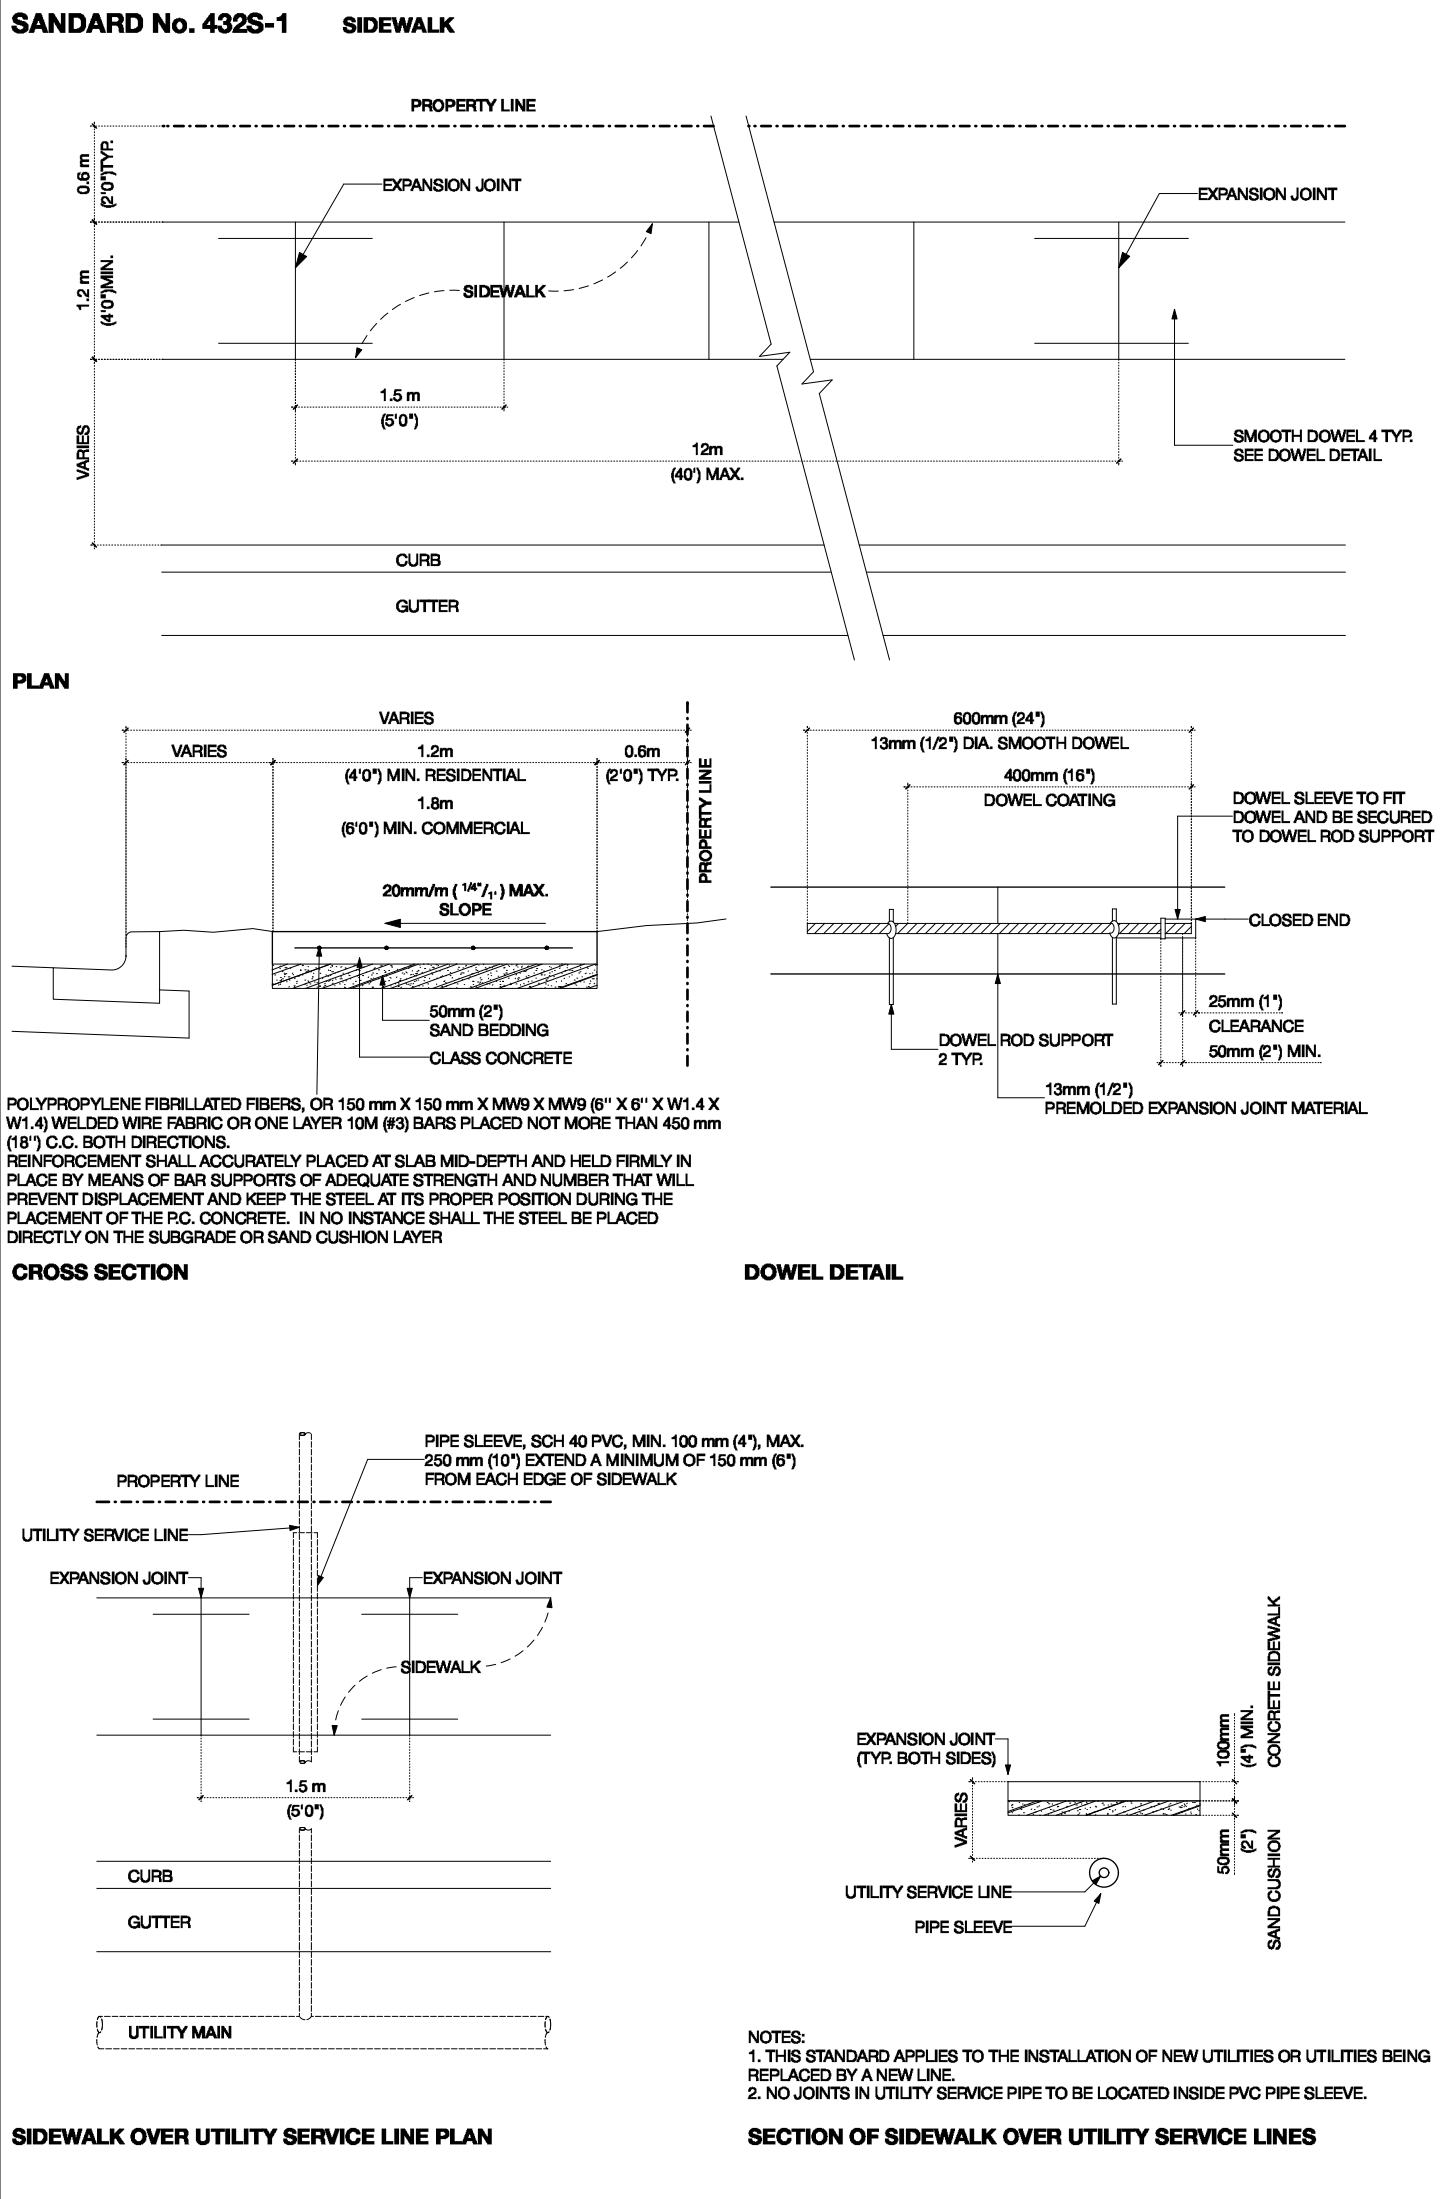 SANDARD No. 432S-1 SIDEWALK
PROPERTY LINE
0.6 m
(2'0")TYP.
EXPANSION JOINT
EXPANSION JOINT
1.2 m
(4'0")MIN.
SIDEWALK
1.5 m
(5'0")
VARIES
12m
(40') MAX.
SMOOTH DOWEL 4 TYP.
SEE DOWEL DETAIL
CURB
GUTTER
PLAN
VARIES
VARIES
1.2m
(4'0") MIN. RESIDENTIAL
1.8m
(6'0") MIN. COMMERCIAL
0.6m
(2'0") TYP.
PROPERTY LINE
20mm/m ( 1/4"/1' ) MAX.
SLOPE
50mm (2")
SAND BEDDING
CLASS CONCRETE
POLYPROPYLENE FIBRILLATED FIBERS, OR 150 mm X 150 mm X MW9 X MW9 (6'' X 6'' X W1.4 X
W1.4) WELDED WIRE FABRIC OR ONE LAYER 10M (#3) BARS PLACED NOT MORE THAN 450 mm
(18'') C.C. BOTH DIRECTIONS.
REINFORCEMENT SHALL ACCURATELY PLACED AT SLAB MID-DEPTH AND HELD FIRMLY IN
PLACE BY MEANS OF BAR SUPPORTS OF ADEQUATE STRENGTH AND NUMBER THAT WILL
PREVENT DISPLACEMENT AND KEEP THE STEEL AT ITS PROPER POSITION DURING THE
PLACEMENT OF THE P.C. CONCRETE. IN NO INSTANCE SHALL THE STEEL BE PLACED
DIRECTLY ON THE SUBGRADE OR SAND CUSHION LAYER
CROSS SECTION
600mm (24")
13mm (1/2") DIA. SMOOTH DOWEL
400mm (16")
DOWEL COATING
DOWEL SLEEVE TO FIT
DOWEL AND BE SECURED
TO DOWEL ROD SUPPORT
CLOSED END
25mm (1")
CLEARANCE
50mm (2") MIN.
DOWEL ROD SUPPORT
2 TYP.
13mm (1/2")
PREMOLDED EXPANSION JOINT MATERIAL
DOWEL DETAIL
PIPE SLEEVE, SCH 40 PVC, MIN. 100 mm (4"), MAX.
250 mm (10") EXTEND A MINIMUM OF 150 mm (6")
FROM EACH EDGE OF SIDEWALK
PROPERTY LINE
UTILITY SERVICE LINE
EXPANSION JOINT
EXPANSION JOINT
SIDEWALK
1.5 m
(5'0")
CURB
GUTTER
UTILITY MAIN
SIDEWALK OVER UTILITY SERVICE LINE PLAN
EXPANSION JOINT
(TYP. BOTH SIDES)
VARIES
100mm
(4") MIN.
CONCRETE SIDEWALK
50mm
(2")
SAND CUSHION
UTILITY SERVICE LINE
PIPE SLEEVE
NOTES:
1. THIS STANDARD APPLIES TO THE INSTALLATION OF NEW UTILITIES OR UTILITIES BEING
REPLACED BY A NEW LINE.
2. NO JOINTS IN UTILITY SERVICE PIPE TO BE LOCATED INSIDE PVC PIPE SLEEVE.
SECTION OF SIDEWALK OVER UTILITY SERVICE LINES